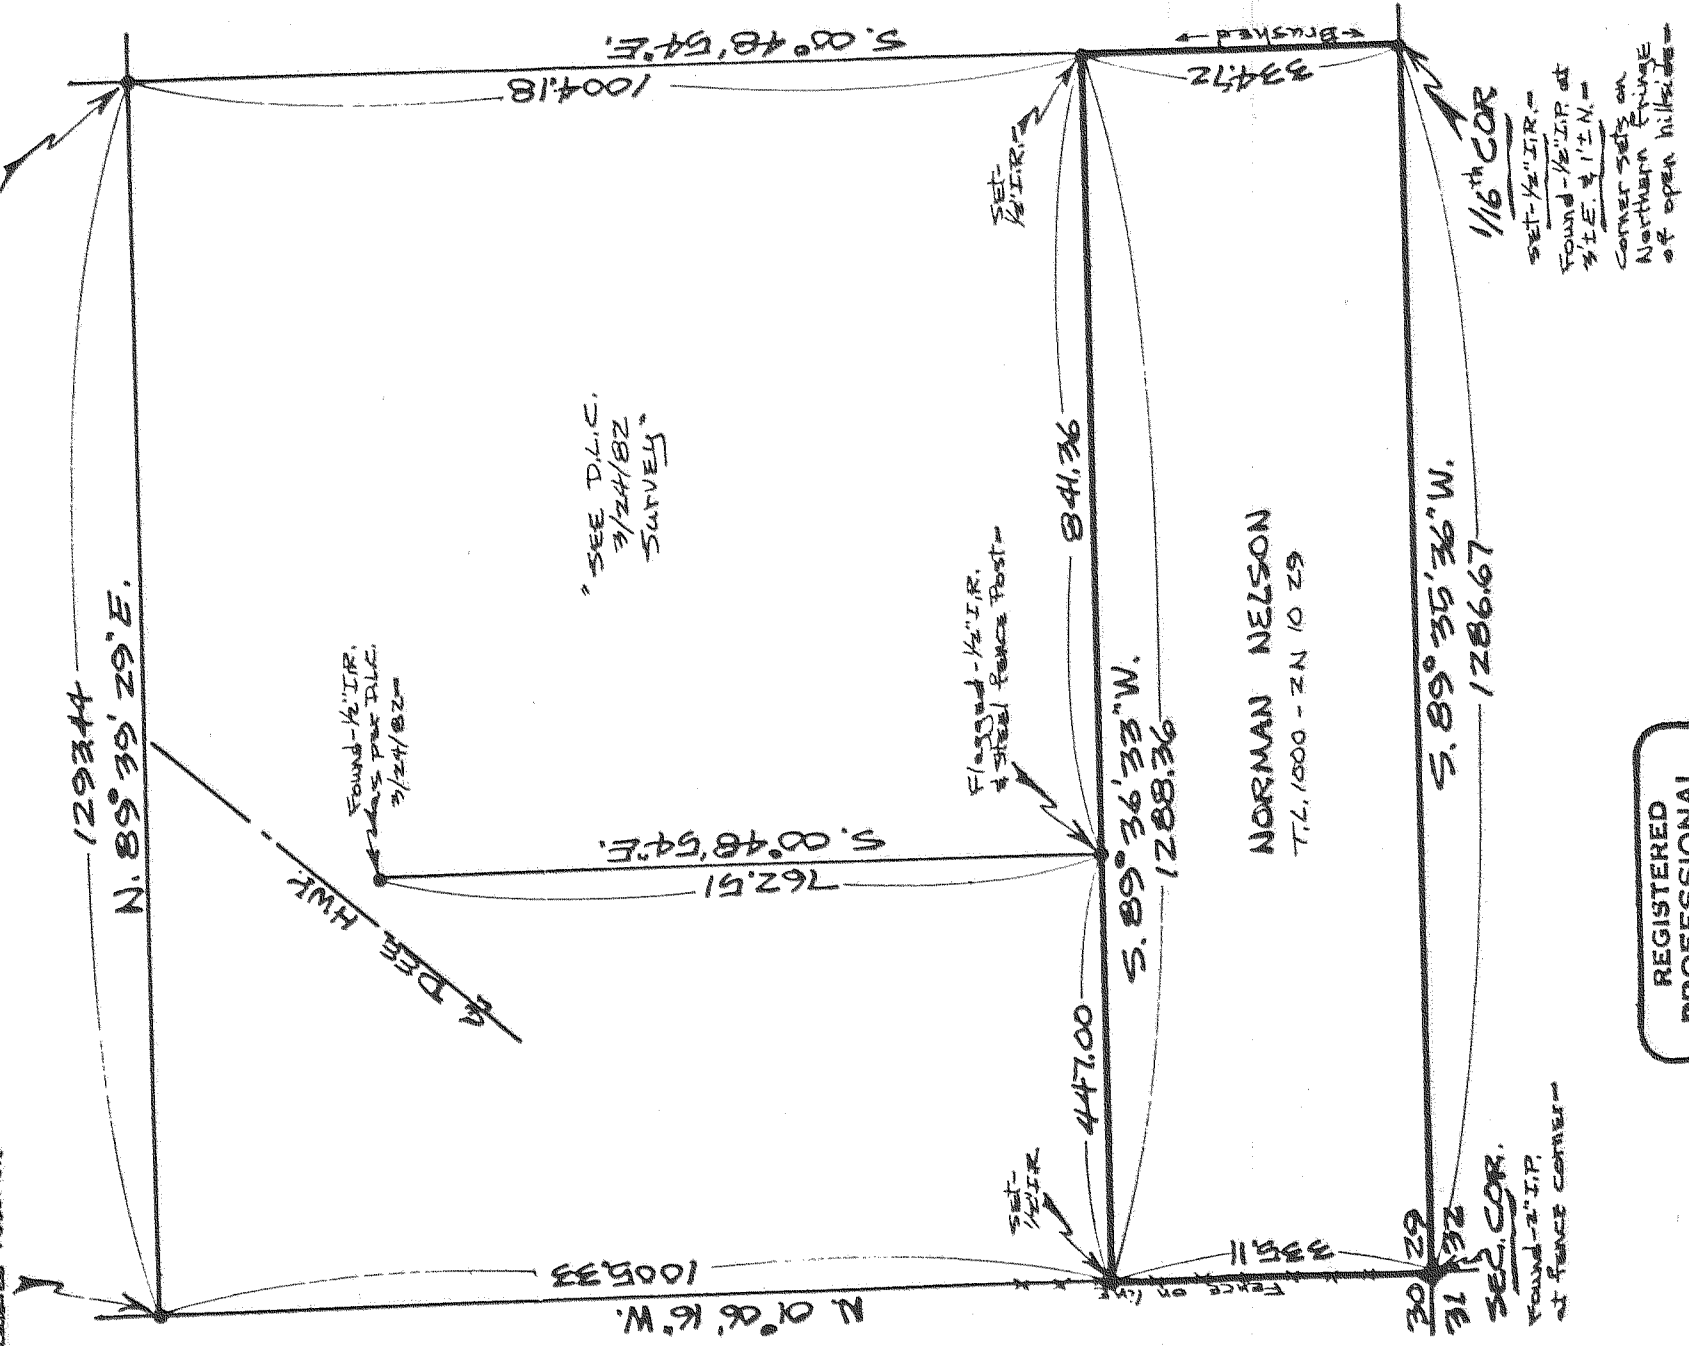 1293.44
N. 89° 39' 29" E.
S. 00° 48' 54" E.
1004.18
"SEE D.L.C.
3/24/82
Survey"
Found-1/2" I.R.
as per D.L.C.
3/24/82-
DEE HWY.
S. 00° 48' 54" E.
762.51
N. 01° 06' 16" W.
1005.33
Set-
1/2" I.R.
447.00
Flagged-1/2" I.R.
& steel fence Post-
841.36
Set-
1/2" I.R.-
S. 89° 36' 33" W.
1288.36
←Brushed→
334.72
335.11
Fence on line
NORMAN NELSON
T.L. 1000 - 2N 10 29
S. 89° 35' 36" W.
1286.67
30 29
31 32
SEC. COR.
Found-2" I.P.
at fence corner-
1/16th COR
Set-1/2" I.R.-
Found-1/2" I.P. at
3'± E. & 1'± N.-
Corner sets on
Northern fringe
of open hillside-
REGISTERED
PROFESSIONAL